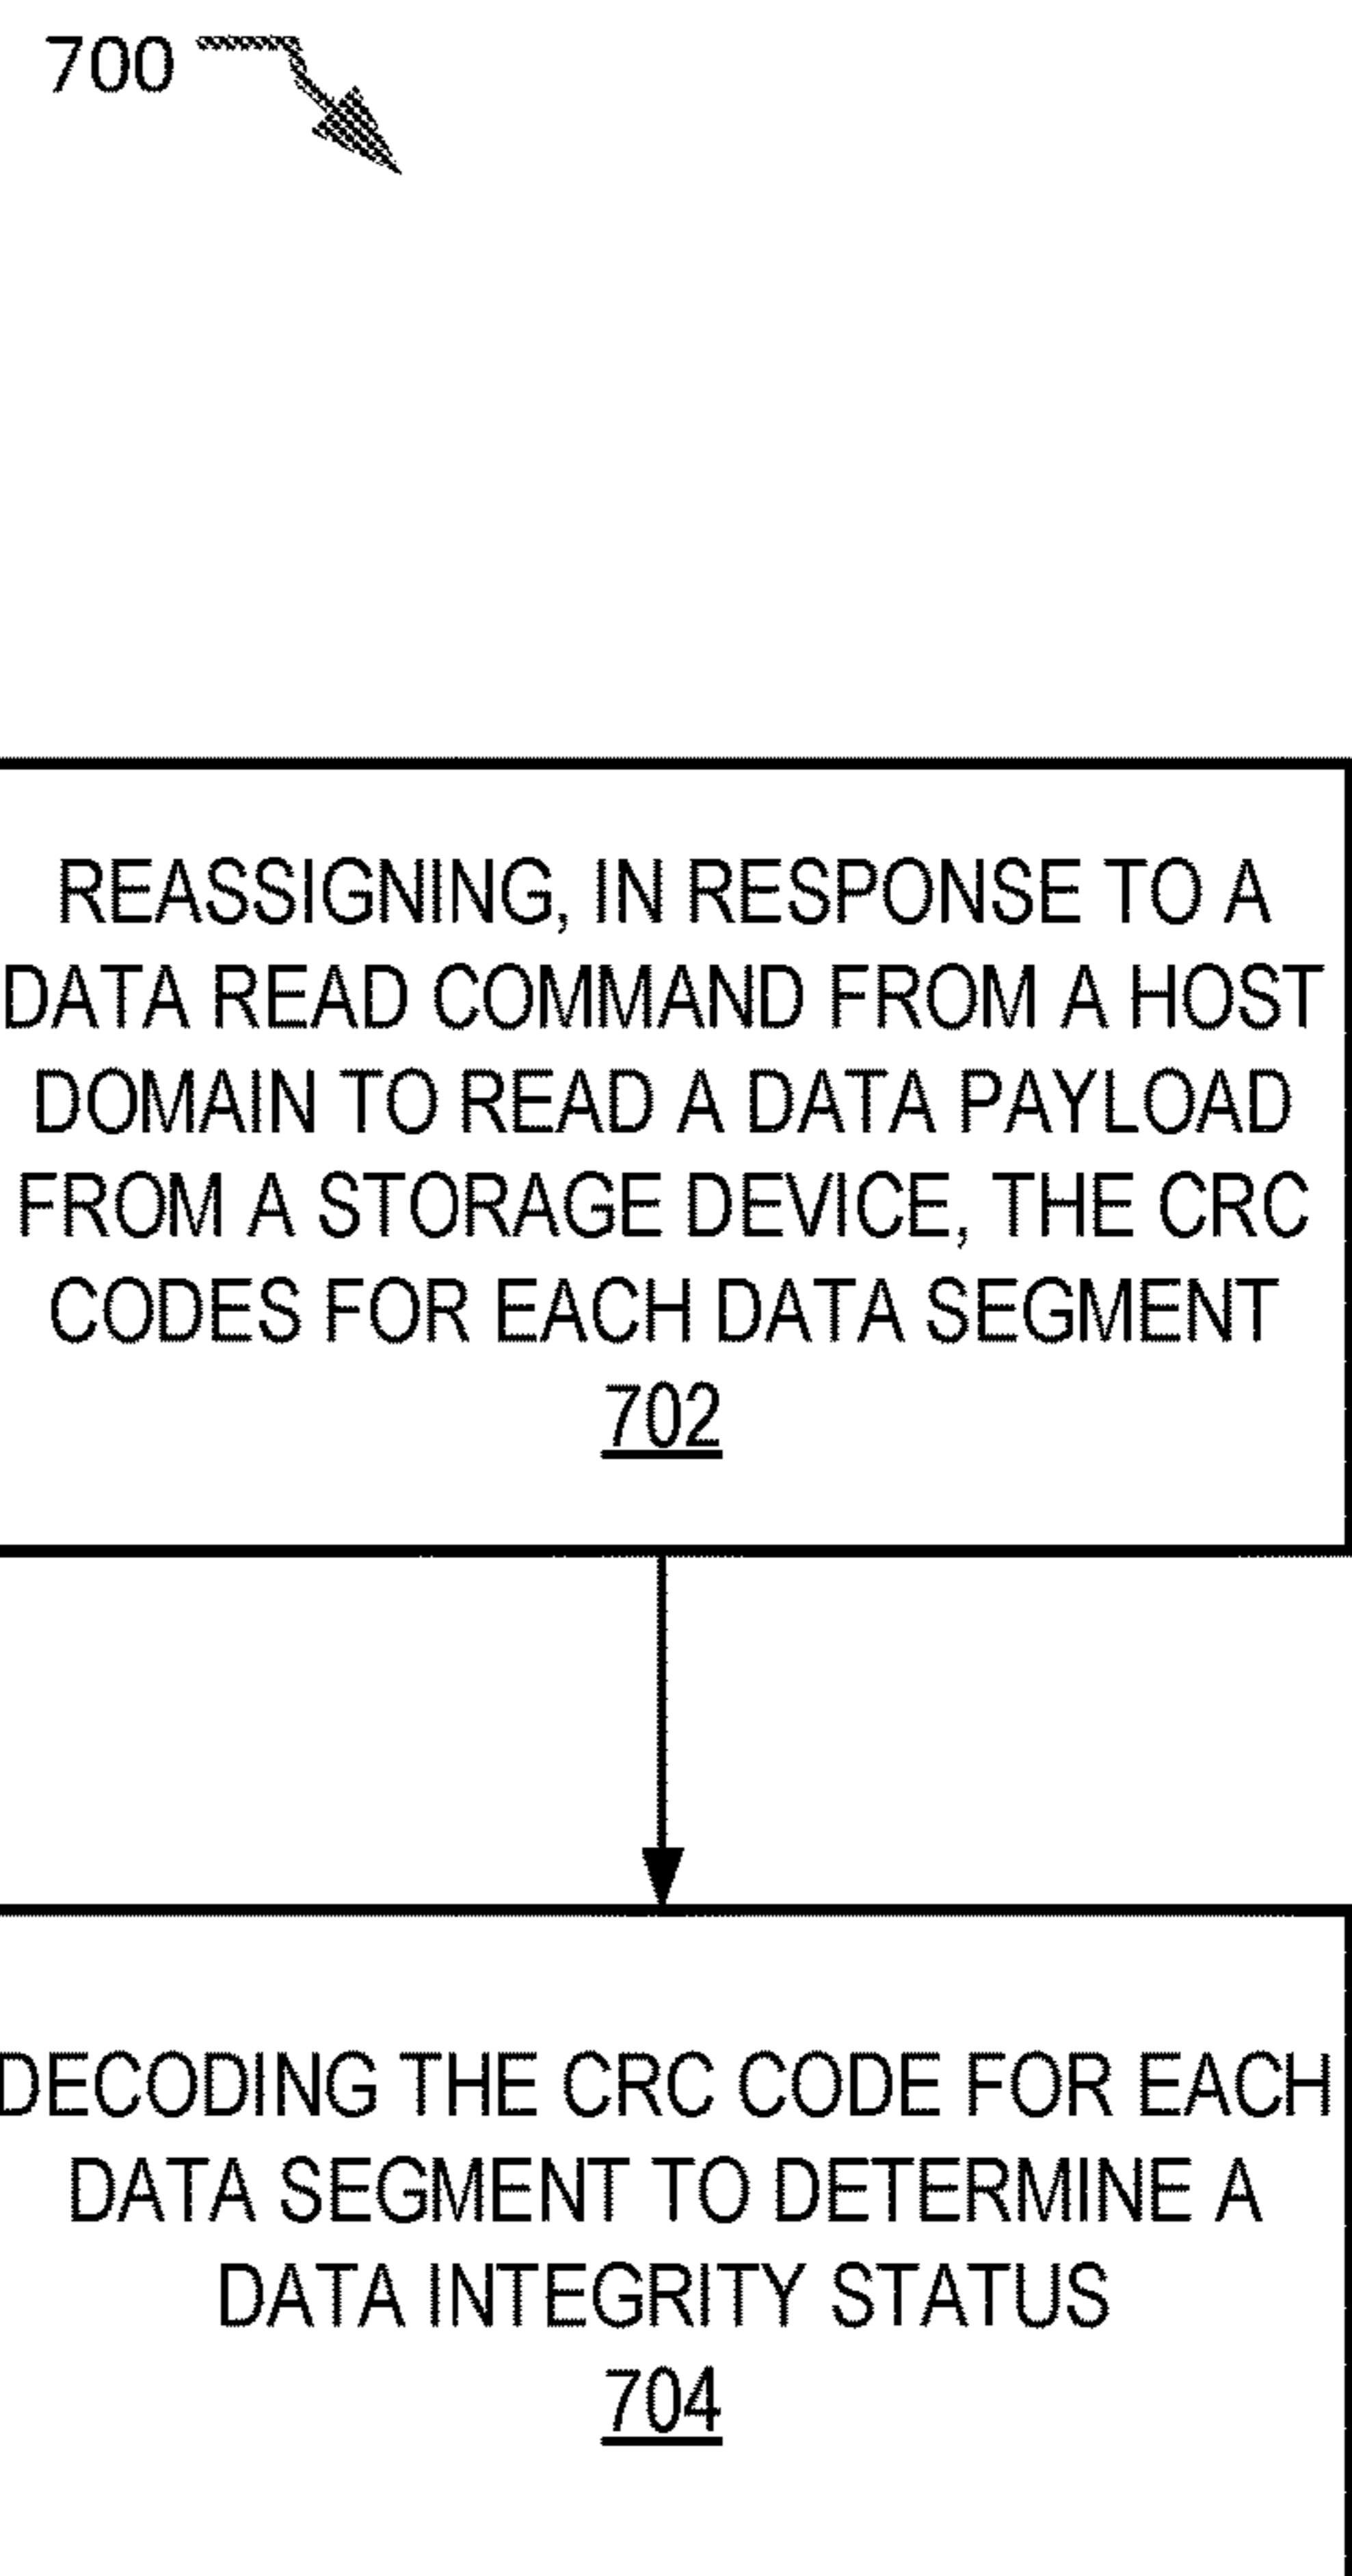 700
REASSIGNING, IN RESPONSE TO A
DATA READ COMMAND FROM A HOST
DOMAIN TO READ A DATA PAYLOAD
FROM A STORAGE DEVICE, THE CRC
CODES FOR EACH DATA SEGMENT
702
DECODING THE CRC CODE FOR EACH
DATA SEGMENT TO DETERMINE A
DATA INTEGRITY STATUS
704